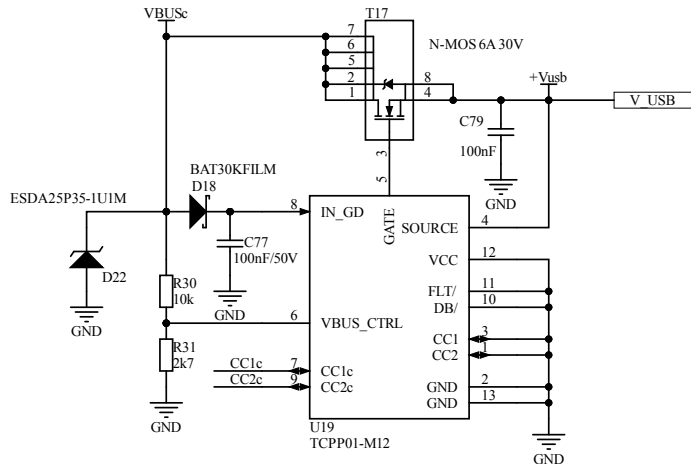 VBUSc
T17
N-MOS 6A 30V
7
6
5
2
1
8
4
3
+Vusb
V_USB
C79
100nF
GND
BAT30KFILM
D18
ESDA25P35-1U1M
D22
GND
C77
100nF/50V
GND
R30
10k
R31
2k7
GND
8
IN_GD
5
GATE
SOURCE
4
VCC
12
FLT/
11
DB/
10
6
VBUS_CTRL
CC1
3
CC2
1
CC1c
7
CC1c
CC2c
9
CC2c
GND
2
GND
13
GND
U19
TCPP01-M12